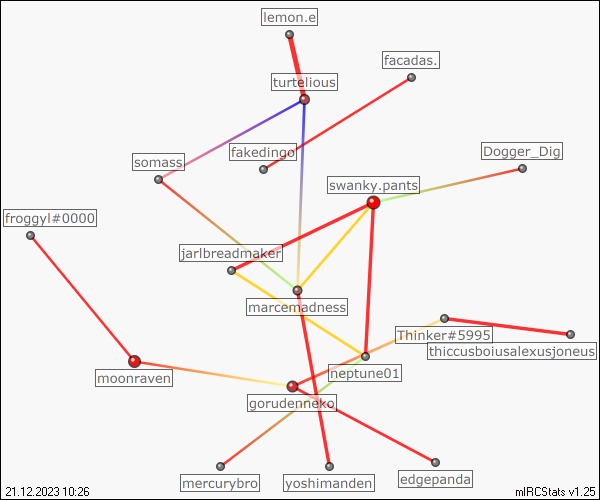 lemon.e
facadas.
turtelious
fakedingo
Dogger_Dig
somass
swanky.pants
froggyl#0000
jarlbreadmaker
marcemadness
Thinker#5995
thiccusboiusalexusjoneus
moonraven
neptune01
gorudenneko
mercurybro
yoshimanden
edgepanda
21.12.2023 10:26
mIRCStats v1.25